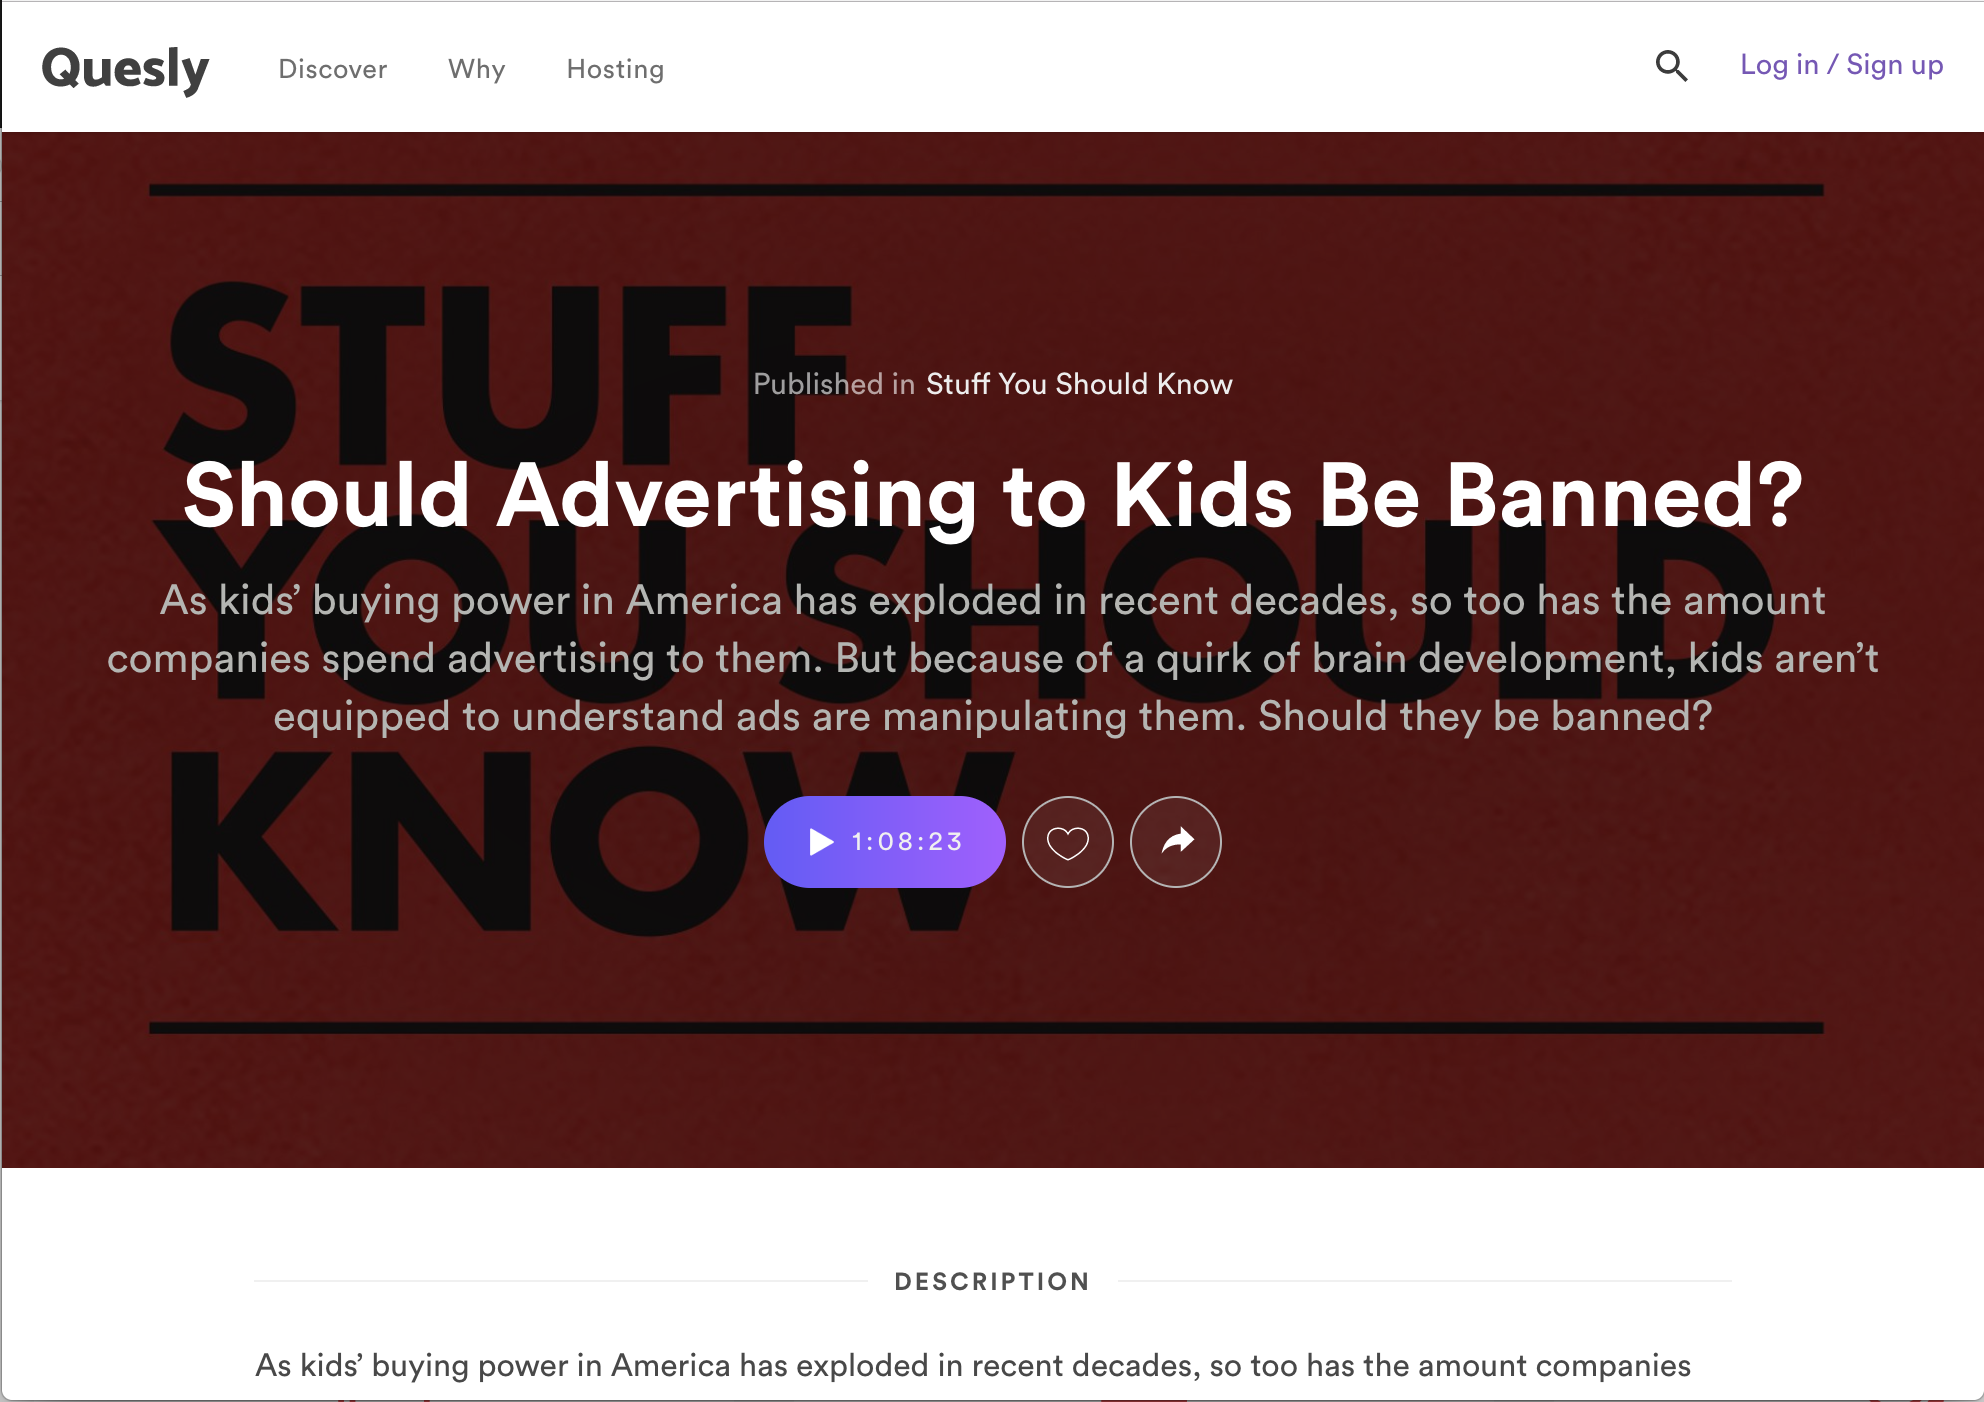 Quesly
Discover
Why
Hosting
Log in / Sign up
STUFF
YOU SHOULD
KNOW
Published in Stuff You Should Know
Should Advertising to Kids Be Banned?
As kids’ buying power in America has exploded in recent decades, so too has the amount
companies spend advertising to them. But because of a quirk of brain development, kids aren’t
equipped to understand ads are manipulating them. Should they be banned?
1:08:23
DESCRIPTION
As kids’ buying power in America has exploded in recent decades, so too has the amount companies